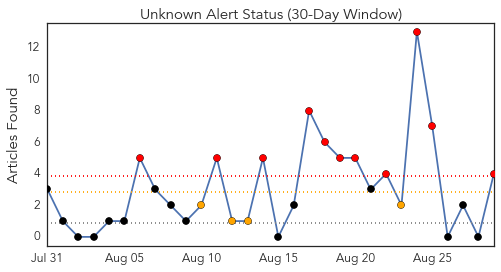 Unknown Alert Status (30-Day Window)
Articles Found
12
10
8
6
4
2
0
Jul 31 Aug 05 Aug 10 Aug 15 Aug 20 Aug 25